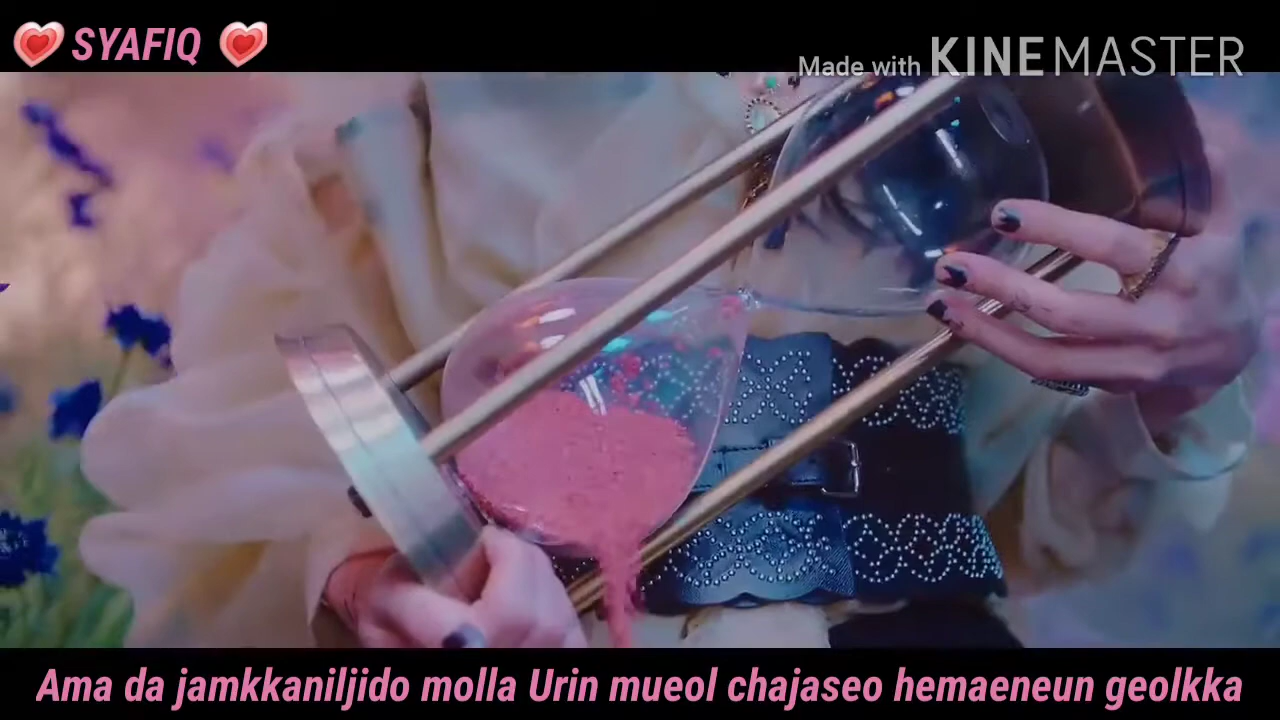 SYAFIQ
Made with KINEMASTER
Ama da jamkkaniljido molla Urin mueol chajaseo hemaeneun geolkka